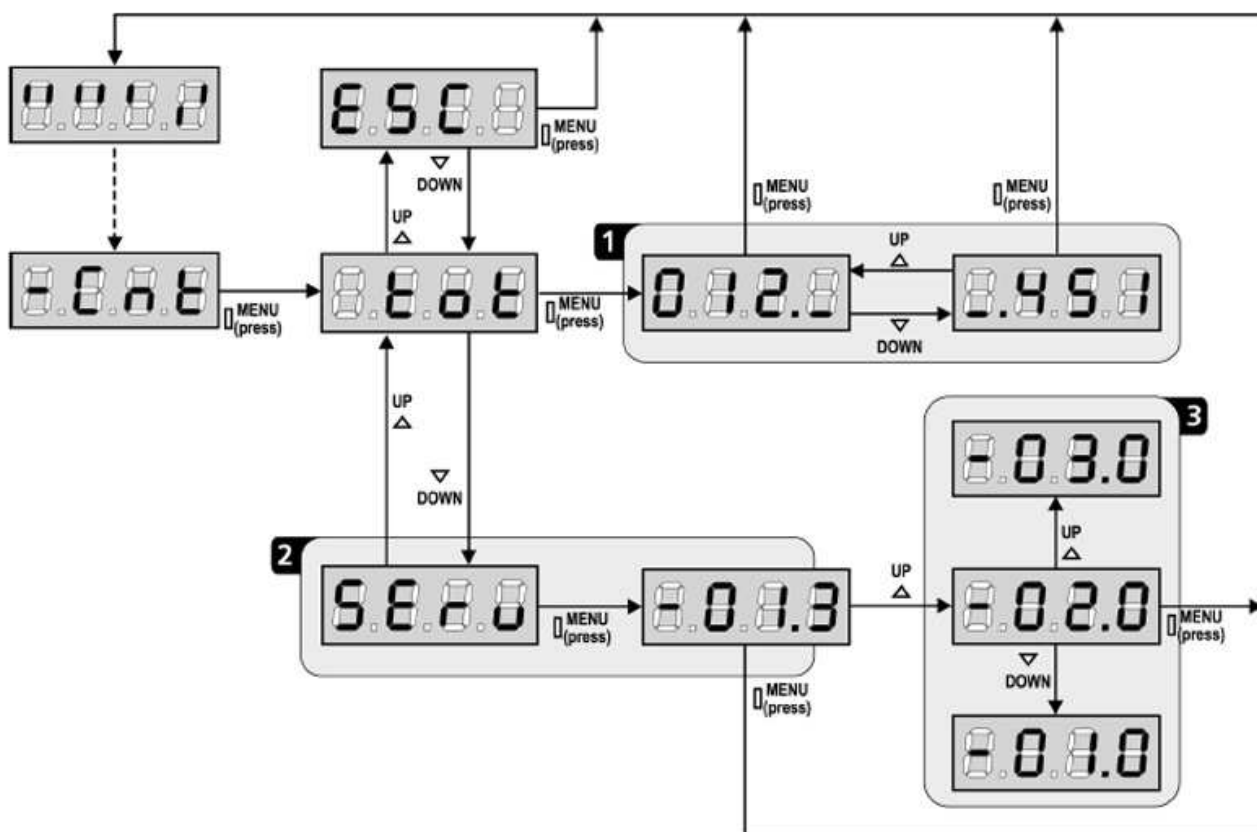 ESC
MENU
(press)
DOWN
UP
MENU
(press)
MENU
(press)
1
UP
-Cnt
MENU
(press)
tot
MENU
(press)
012._
_.451
DOWN
UP
DOWN
3
-03.0
2
UP
SErv
MENU
(press)
-01.3
UP
-02.0
MENU
(press)
DOWN
MENU
(press)
-01.0